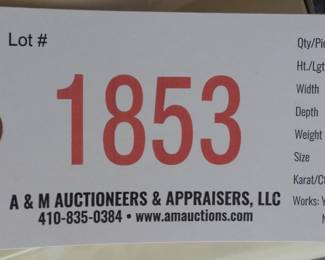 Lot #
1853
A & M AUCTIONEERS & APPRAISERS, LLC
410-835-0384 • www.amauctions.com
Qty/Pie
Ht./Lgt
Width
Depth
Weight
Size
Karat/Ct
Works: Y
N